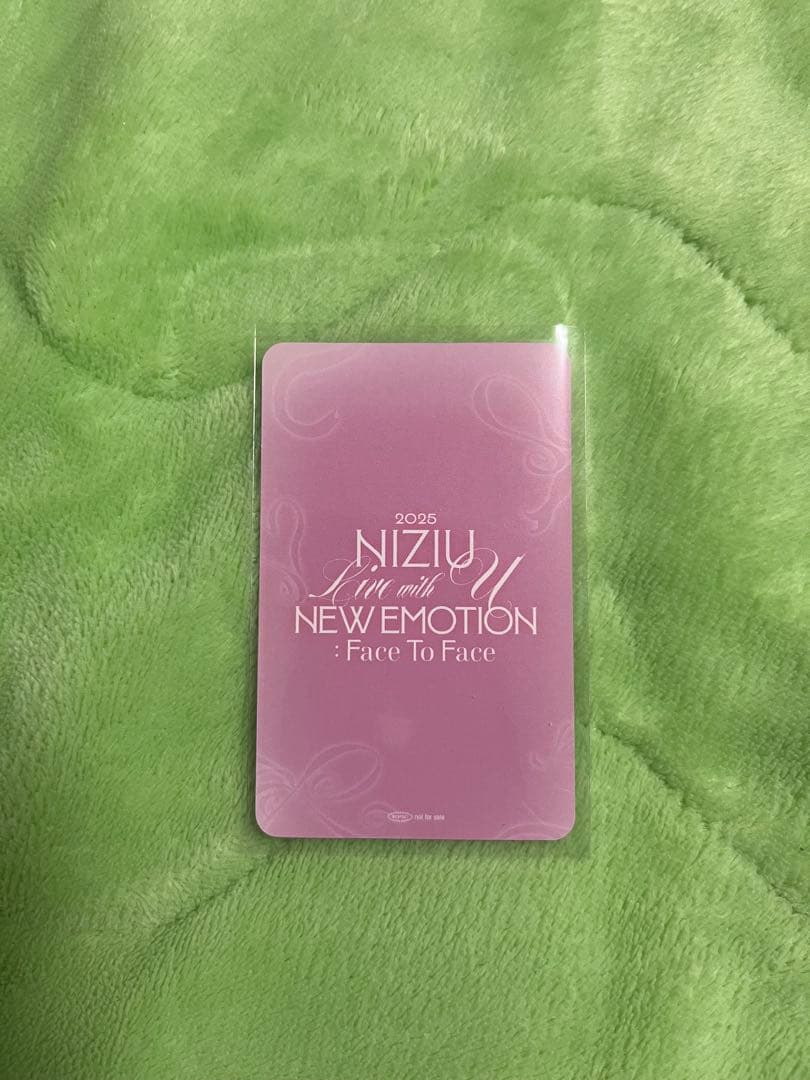 2025
NIZIU
Live with U
NEW EMOTION
: Face To Face
not for sale